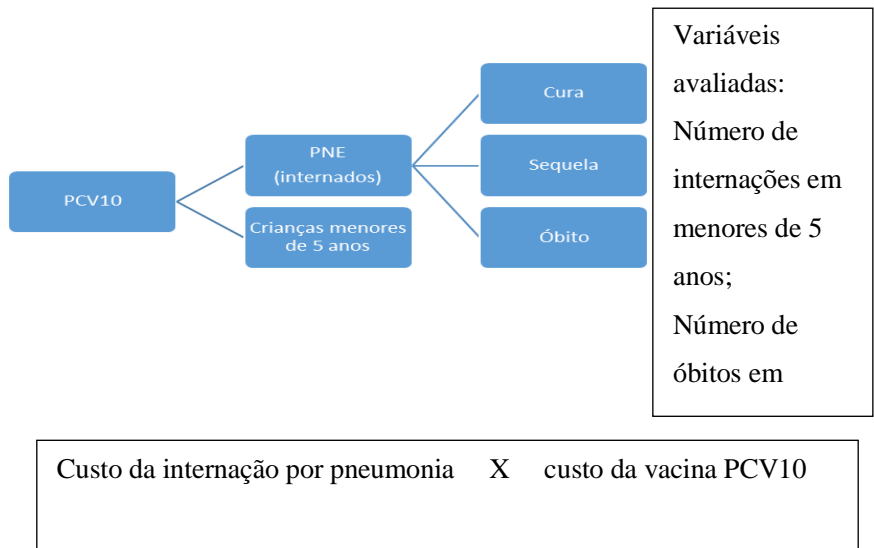 PCV10
PNE
(internados)
Crianças menores
de 5 anos
Cura
Sequela
Óbito
Variáveis
avaliadas:
Número de
internações em
menores de 5
anos;
Número de
óbitos em
Custo da internação por pneumonia X custo da vacina PCV10